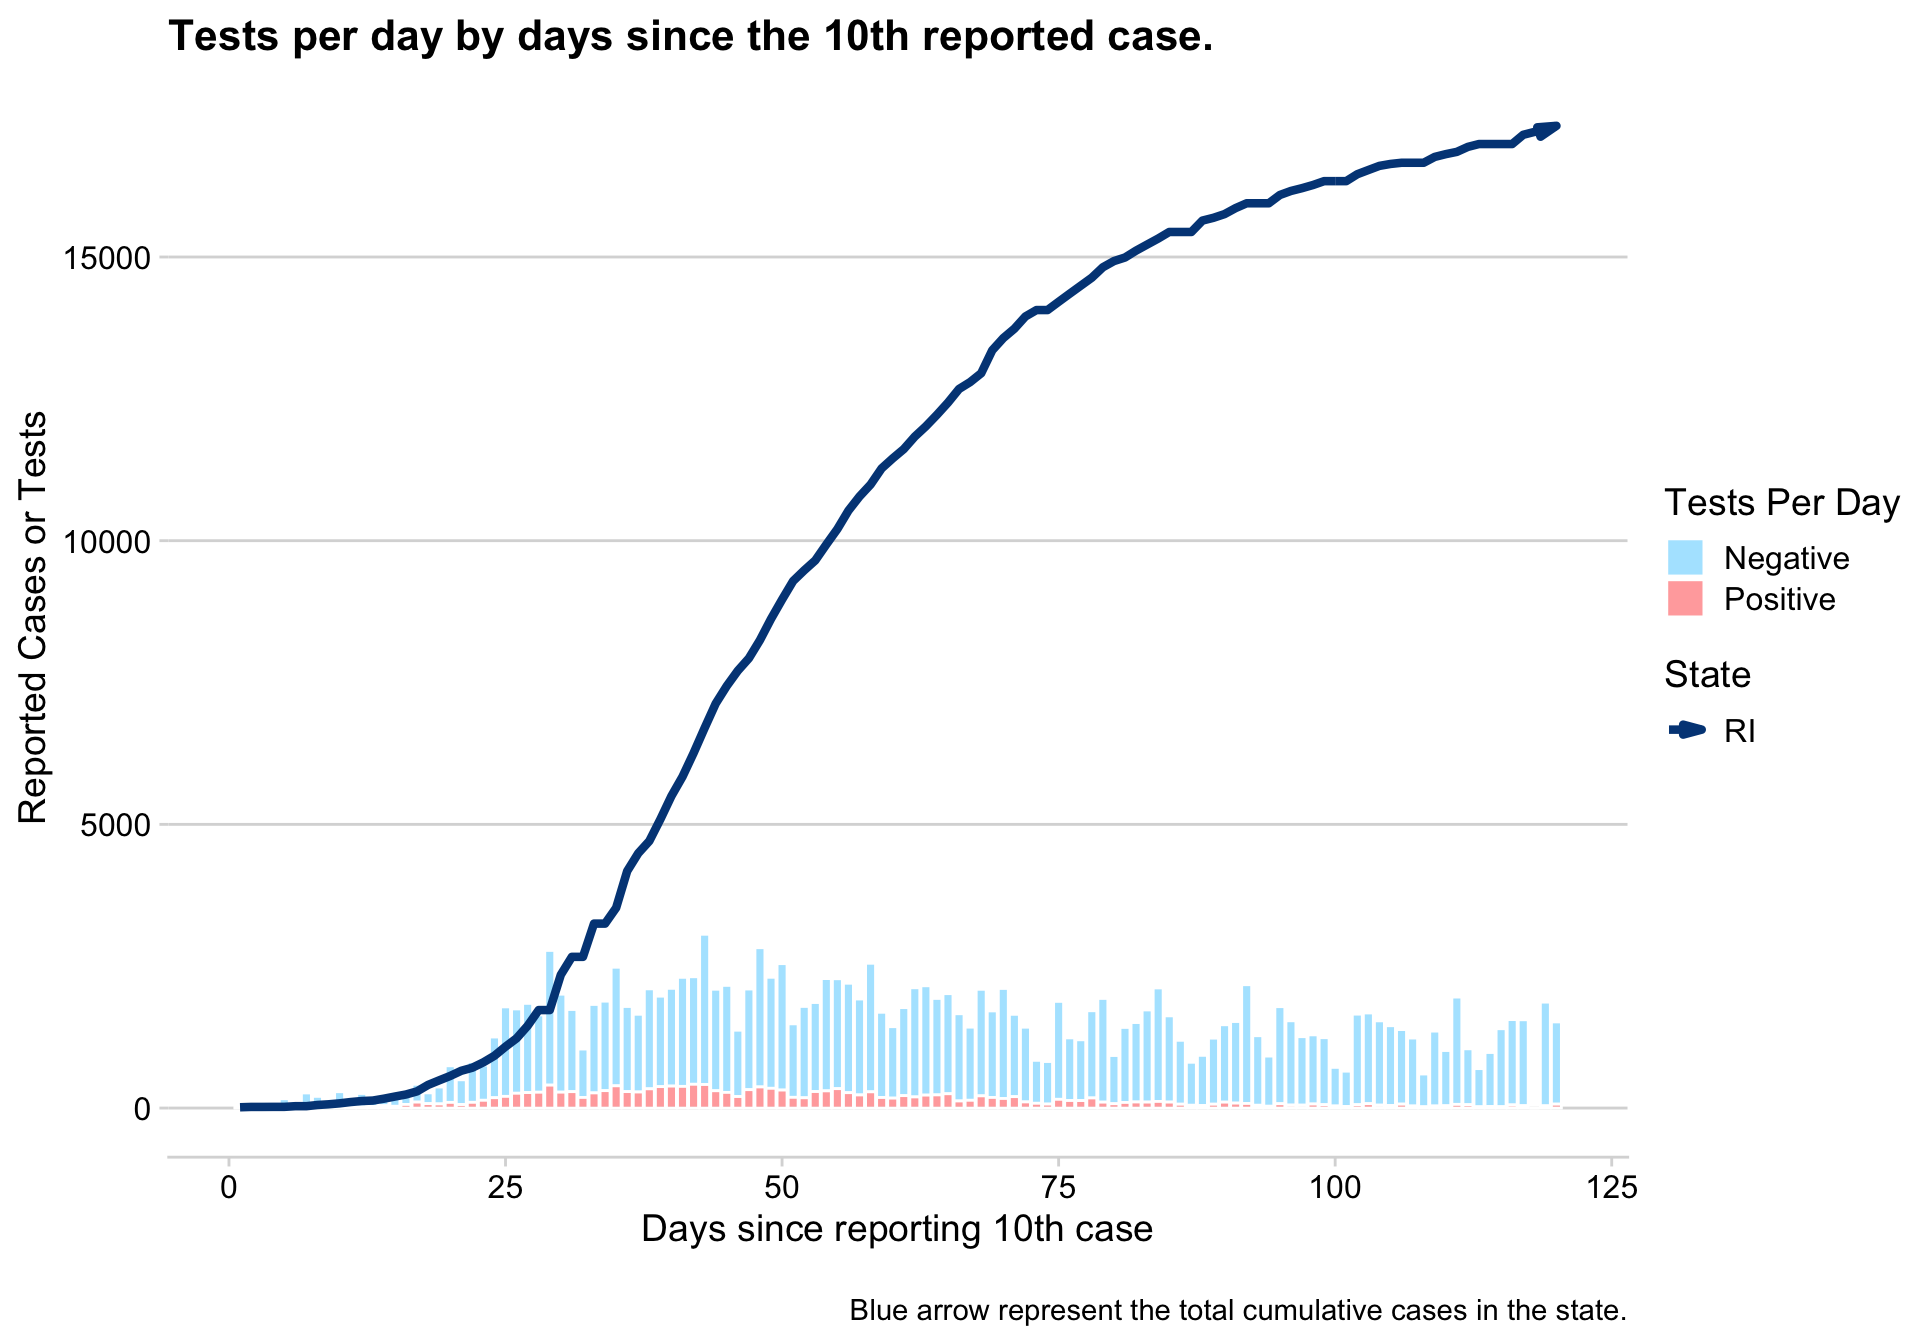 Tests per day by days since the 10th reported case.
Reported Cases or Tests
15000
10000
5000
0
0 25 50 75 100 125
Days since reporting 10th case
Tests Per Day
Negative
Positive
State
RI
Blue arrow represent the total cumulative cases in the state.